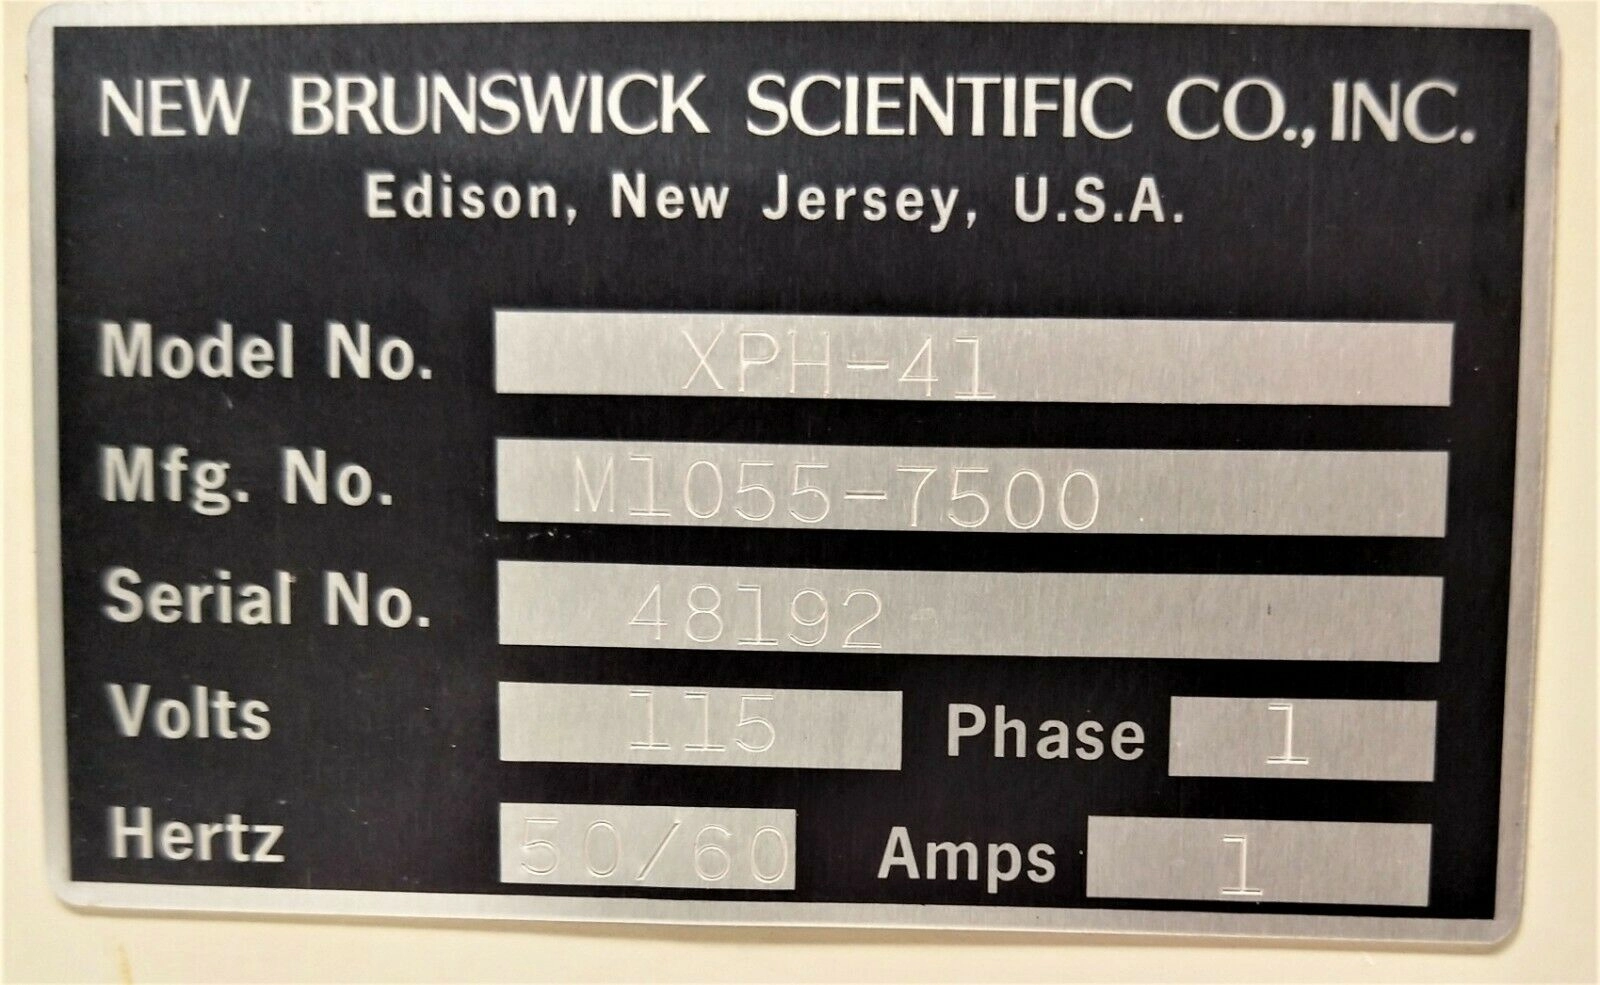 NEW BRUNSWICK SCIENTIFIC CO., INC.
Edison, New Jersey, U.S.A.
Model No. XPH-41
Mfg. No. M1055-7500
Serial No. 48192
Volts 115 Phase 1
Hertz 50/60 Amps 1